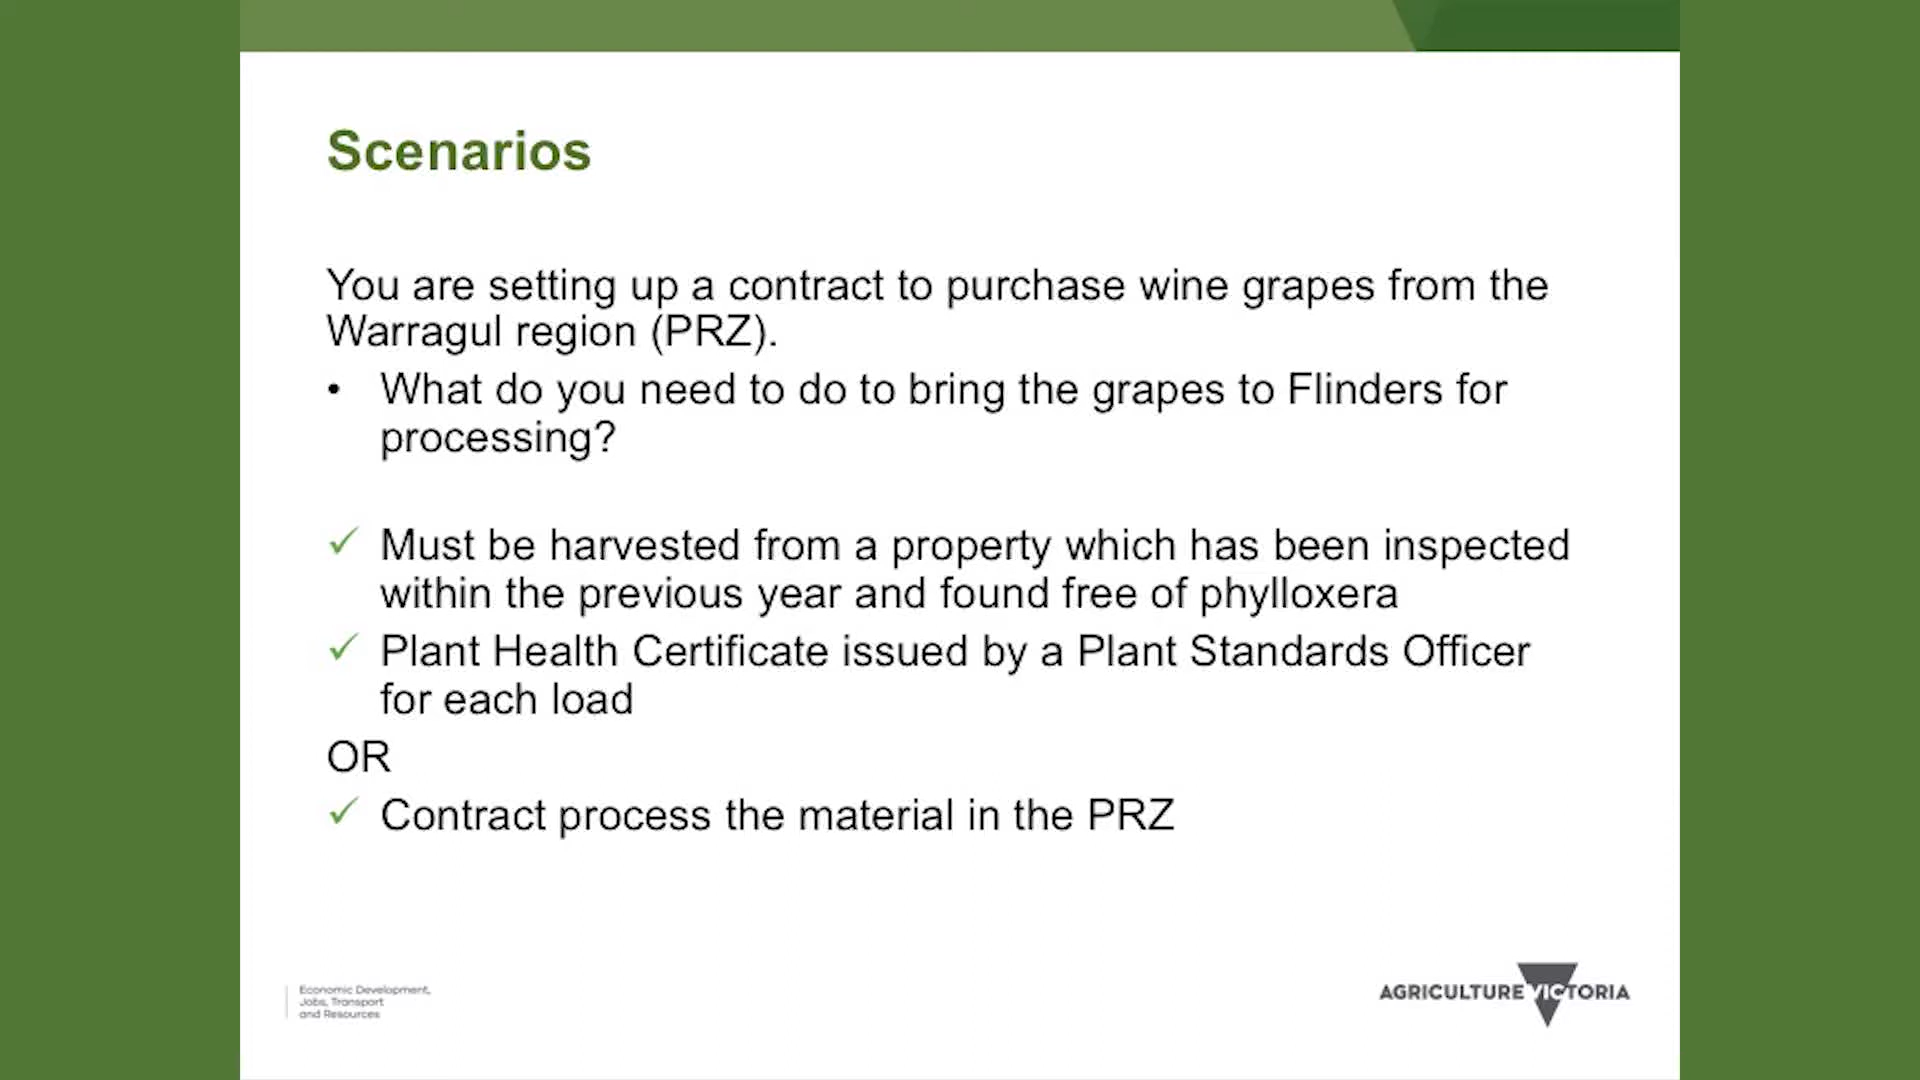 Scenarios
You are setting up a contract to purchase wine grapes from the
Warragul region (PRZ).
• What do you need to do to bring the grapes to Flinders for
processing?
✓ Must be harvested from a property which has been inspected
within the previous year and found free of phylloxera
✓ Plant Health Certificate issued by a Plant Standards Officer
for each load
OR
✓ Contract process the material in the PRZ
Economic Development,
Jobs, Transport
and Resources
AGRICULTURE VICTORIA